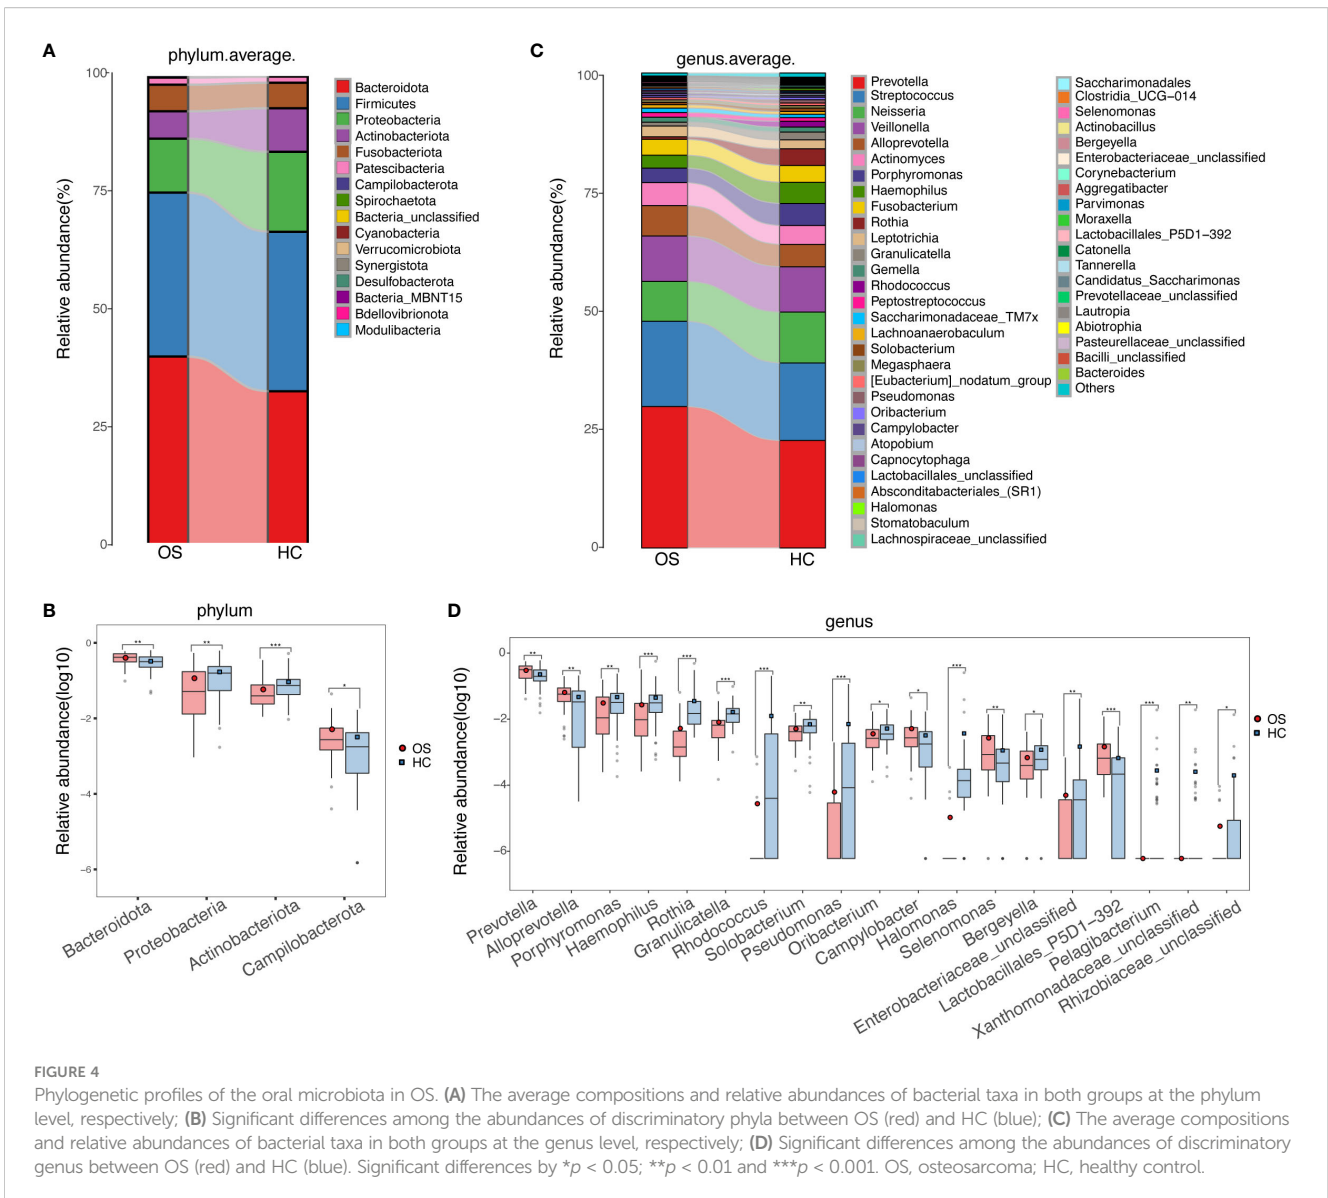 A
phylum.average.
Relative abundance(%)
100
75
50
25
0
OS
HC
Bacteroidota
Firmicutes
Proteobacteria
Actinobacteriota
Fusobacteriota
Patescibacteria
Campilobacterota
Spirochaetota
Bacteria_unclassified
Cyanobacteria
Verrucomicrobiota
Synergistota
Desulfobacterota
Bacteria_MBNT15
Bdellovibrionota
Modulibacteria
C
genus.average.
Relative abundance(%)
100
75
50
25
0
OS
HC
Prevotella
Streptococcus
Neisseria
Veillonella
Alloprevotella
Actinomyces
Porphyromonas
Haemophilus
Fusobacterium
Rothia
Leptotrichia
Granulicatella
Gemella
Rhodococcus
Peptostreptococcus
Saccharimonadaceae_TM7x
Lachnoanaerobaculum
Solobacterium
Megasphaera
[Eubacterium]_nodatum_group
Pseudomonas
Oribacterium
Campylobacter
Atopobium
Capnocytophaga
Lactobacillales_unclassified
Absconditabacteriales_(SR1)
Halomonas
Stomatobaculum
Lachnospiraceae_unclassified
Saccharimonadales
Clostridia_UCG−014
Selenomonas
Actinobacillus
Bergeyella
Enterobacteriaceae_unclassified
Corynebacterium
Aggregatibacter
Parvimonas
Moraxella
Lactobacillales_P5D1−392
Catonella
Tannerella
Candidatus_Saccharimonas
Prevotellaceae_unclassified
Lautropia
Abiotrophia
Pasteurellaceae_unclassified
Bacilli_unclassified
Bacteroides
Others
B
phylum
Relative abundance(log10)
0
−2
−4
−6
** ** *** *
Bacteroidota
Proteobacteria
Actinobacteriota
Campilobacterota
OS
HC
D
genus
Relative abundance(log10)
0
−2
−4
−6
** ** ** *** *** *** *** ** *** * * *** ** * ** *** *** ** *
Prevotella
Alloprevotella
Porphyromonas
Haemophilus
Rothia
Granulicatella
Rhodococcus
Solobacterium
Pseudomonas
Oribacterium
Campylobacter
Halomonas
Selenomonas
Bergeyella
Enterobacteriaceae_unclassified
Lactobacillales_P5D1−392
Pelagibacterium
Xanthomonadaceae_unclassified
Rhizobiaceae_unclassified
OS
HC
FIGURE 4
Phylogenetic profiles of the oral microbiota in OS. (A) The average compositions and relative abundances of bacterial taxa in both groups at the phylum
level, respectively; (B) Significant differences among the abundances of discriminatory phyla between OS (red) and HC (blue); (C) The average compositions
and relative abundances of bacterial taxa in both groups at the genus level, respectively; (D) Significant differences among the abundances of discriminatory
genus between OS (red) and HC (blue). Significant differences by *p < 0.05; **p < 0.01 and ***p < 0.001. OS, osteosarcoma; HC, healthy control.